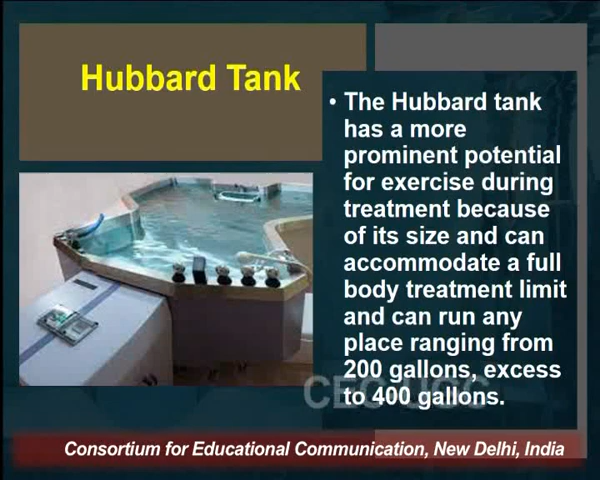 Hubbard Tank
• The Hubbard tank
has a more
prominent potential
for exercise during
treatment because
of its size and can
accommodate a full
body treatment limit
and can run any
place ranging from
200 gallons, excess
to 400 gallons.
CEC UGC
Consortium for Educational Communication, New Delhi, India